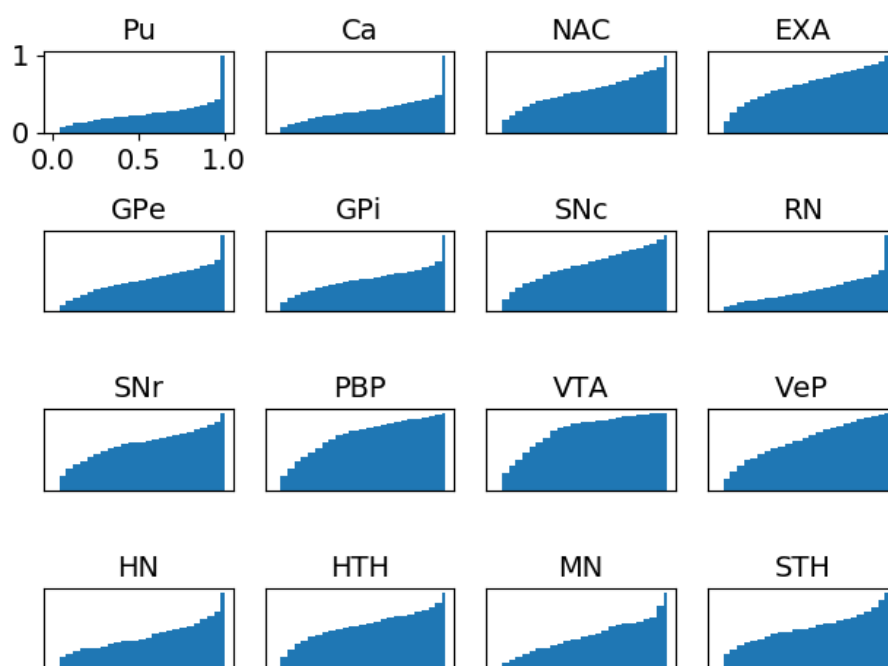 Pu Ca NAC EXA
1
0
0.0 0.5 1.0
GPe GPi SNc RN
SNr PBP VTA VeP
HN HTH MN STH